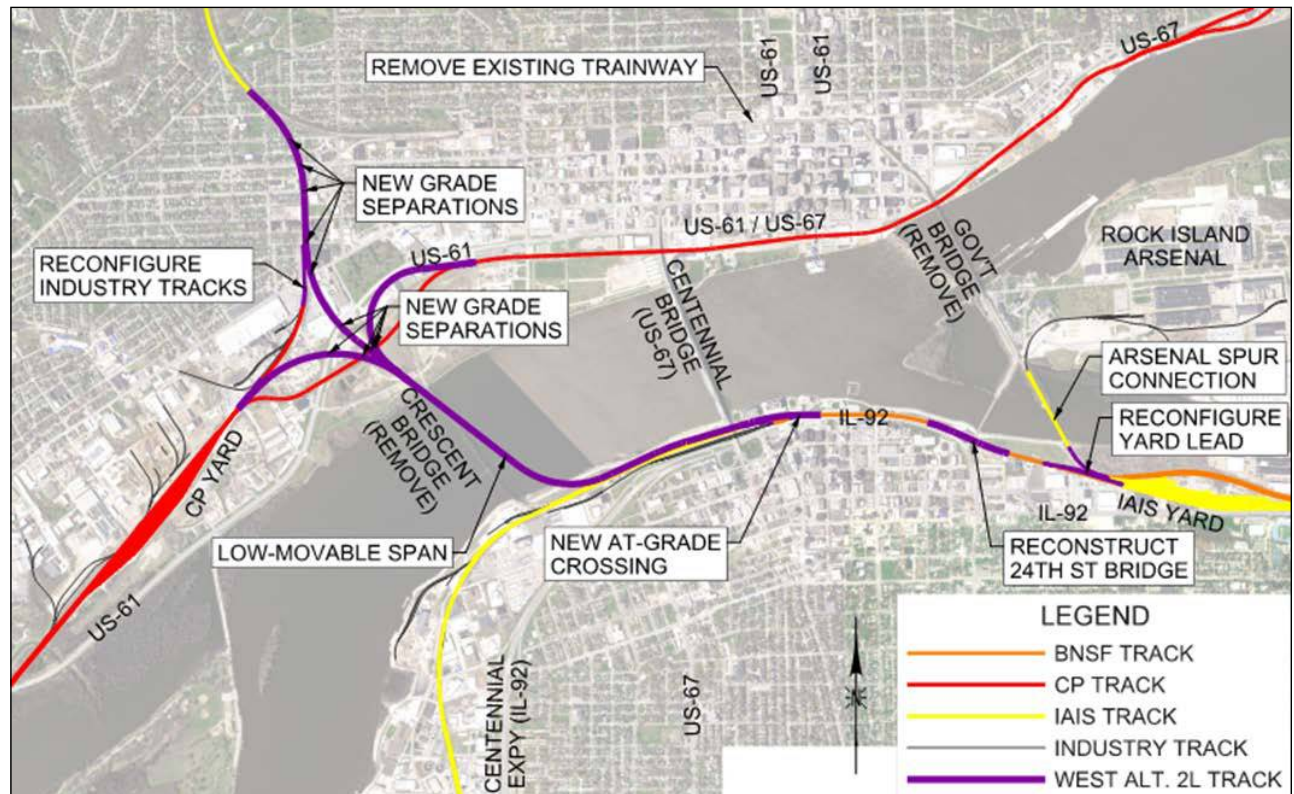 US-67
US-61
US-61
REMOVE EXISTING TRAINWAY
NEW GRADE
SEPARATIONS
US-61 / US-67
GOV'T
BRIDGE
(REMOVE)
ROCK ISLAND
ARSENAL
RECONFIGURE
INDUSTRY TRACKS
US-61
NEW GRADE
SEPARATIONS
CENTENNIAL
BRIDGE
(US-67)
ARSENAL SPUR
CONNECTION
CRESCENT
BRIDGE
(REMOVE)
IL-92
RECONFIGURE
YARD LEAD
CP YARD
IAIS YARD
IL-92
LOW-MOVABLE SPAN
NEW AT-GRADE
CROSSING
RECONSTRUCT
24TH ST BRIDGE
US-61
CENTENNIAL
EXPY (IL-92)
US-67
LEGEND
BNSF TRACK
CP TRACK
IAIS TRACK
INDUSTRY TRACK
WEST ALT. 2L TRACK